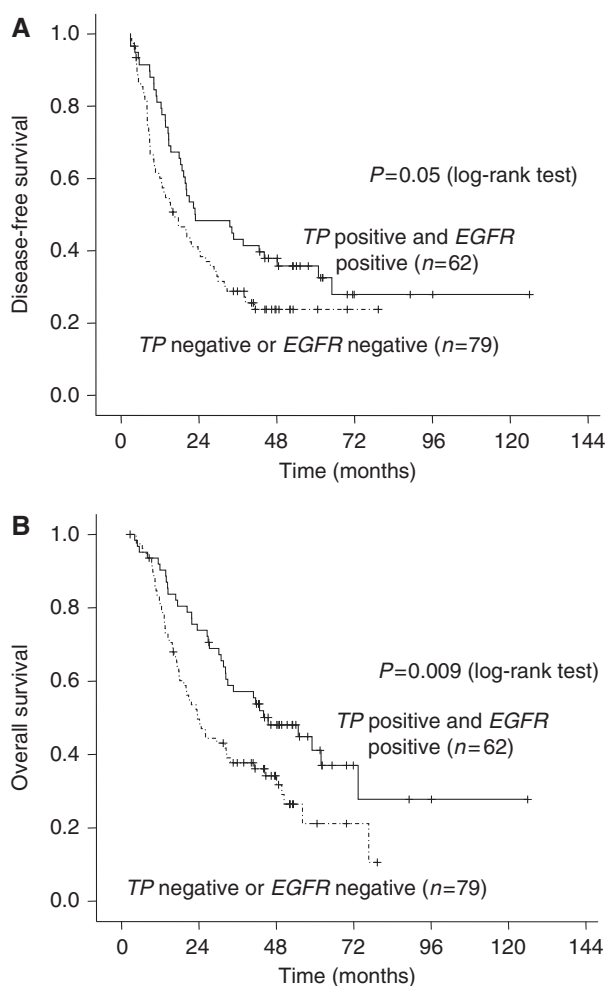 A
Disease-free survival
1.0
0.8
0.6
0.4
0.2
0.0
P=0.05 (log-rank test)
TP positive and EGFR
positive (n=62)
TP negative or EGFR negative (n=79)
0 24 48 72 96 120 144
Time (months)
B
Overall survival
1.0
0.8
0.6
0.4
0.2
0.0
P=0.009 (log-rank test)
TP positive and EGFR
positive (n=62)
TP negative or EGFR negative (n=79)
0 24 48 72 96 120 144
Time (months)